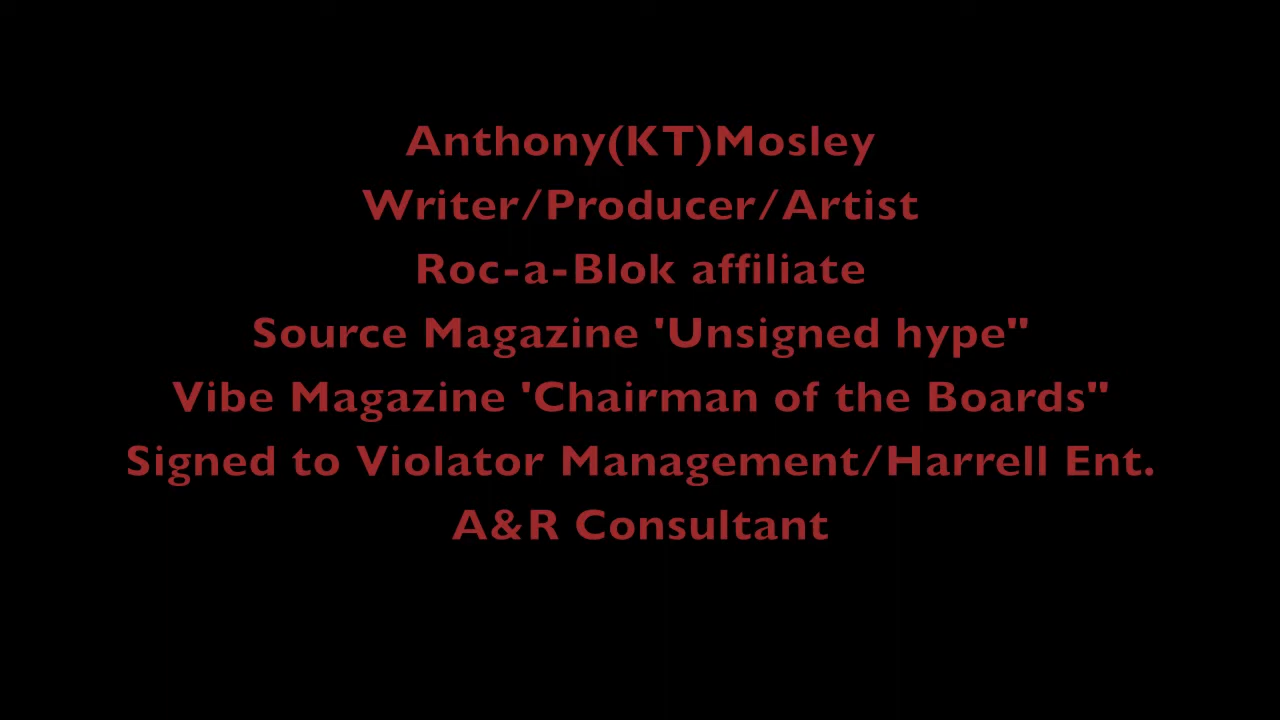 Anthony(KT)Mosley
Writer/Producer/Artist
Roc-a-Blok affiliate
Source Magazine 'Unsigned hype"
Vibe Magazine 'Chairman of the Boards"
Signed to Violator Management/Harrell Ent.
A&R Consultant